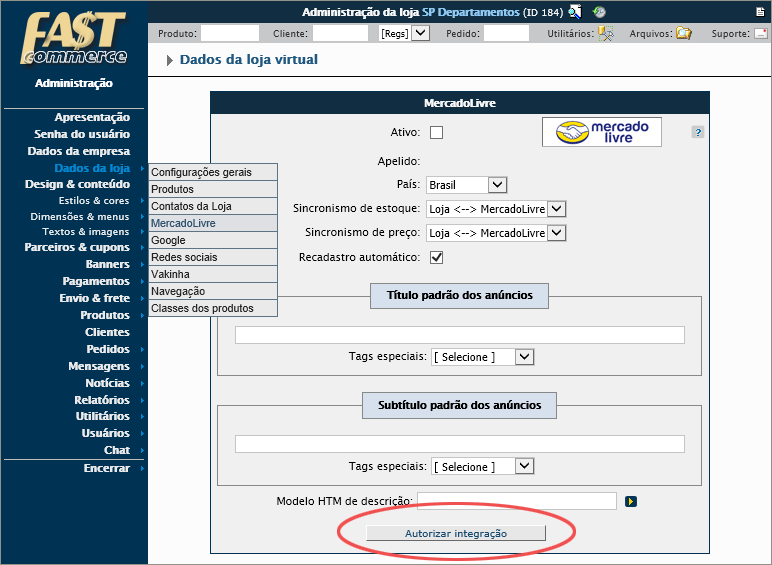 FA$T
commerce
Administração
Administração da loja SP Departamentos (ID 184)
Produto: Cliente: [Regs] Pedido: Utilitários: Arquivos: Suporte:
Dados da loja virtual
Apresentação
Senha do usuário
Dados da empresa
Dados da loja
Design & conteúdo
Estilos & cores
Dimensões & menus
Textos & imagens
Parceiros & cupons
Banners
Pagamentos
Envio & frete
Produtos
Clientes
Pedidos
Mensagens
Notícias
Relatórios
Utilitários
Usuários
Chat
Encerrar
Configurações gerais
Produtos
Contatos da Loja
MercadoLivre
Google
Redes sociais
Vakinha
Navegação
Classes dos produtos
MercadoLivre
Ativo:
mercado
livre
?
Apelido:
País: Brasil
Sincronismo de estoque: Loja <--> MercadoLivre
Sincronismo de preço: Loja <--> MercadoLivre
Recadastro automático:
Título padrão dos anúncios
Tags especiais: [ Selecione ]
Subtítulo padrão dos anúncios
Tags especiais: [ Selecione ]
Modelo HTM de descrição:
Autorizar integração